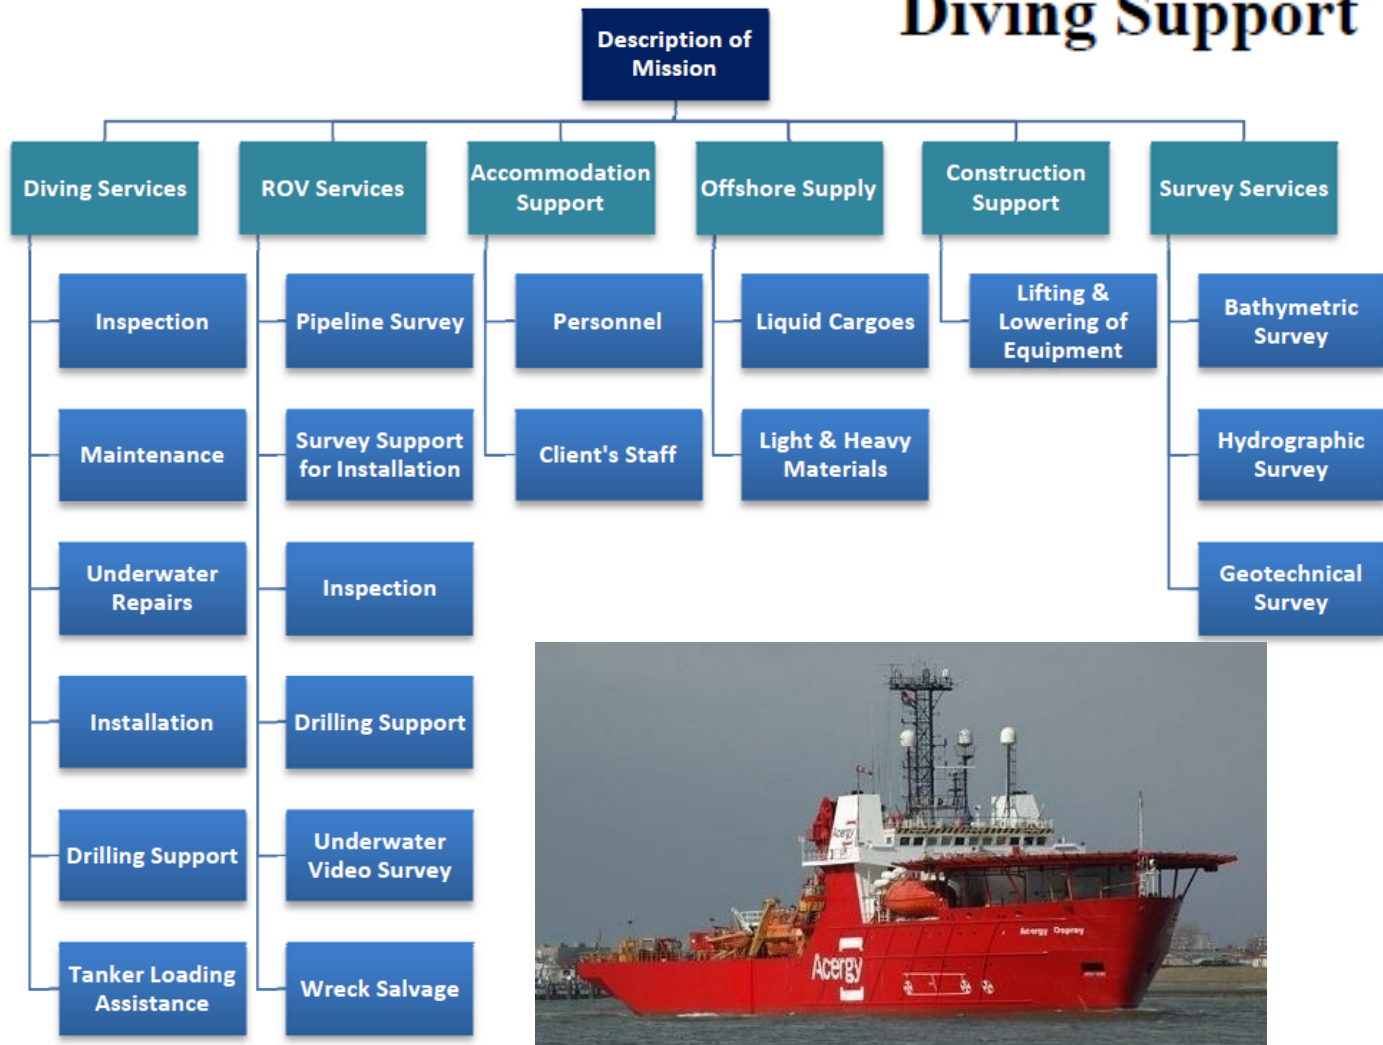 Diving Support
Description of
Mission
Diving Services
ROV Services
Accommodation
Support
Offshore Supply
Construction
Support
Survey Services
Inspection
Maintenance
Underwater
Repairs
Installation
Drilling Support
Tanker Loading
Assistance
Pipeline Survey
Survey Support
for Installation
Inspection
Drilling Support
Underwater
Video Survey
Wreck Salvage
Personnel
Client's Staff
Liquid Cargoes
Light & Heavy
Materials
Lifting &
Lowering of
Equipment
Bathymetric
Survey
Hydrographic
Survey
Geotechnical
Survey
Acergy
Acergy Osprey
Acergy